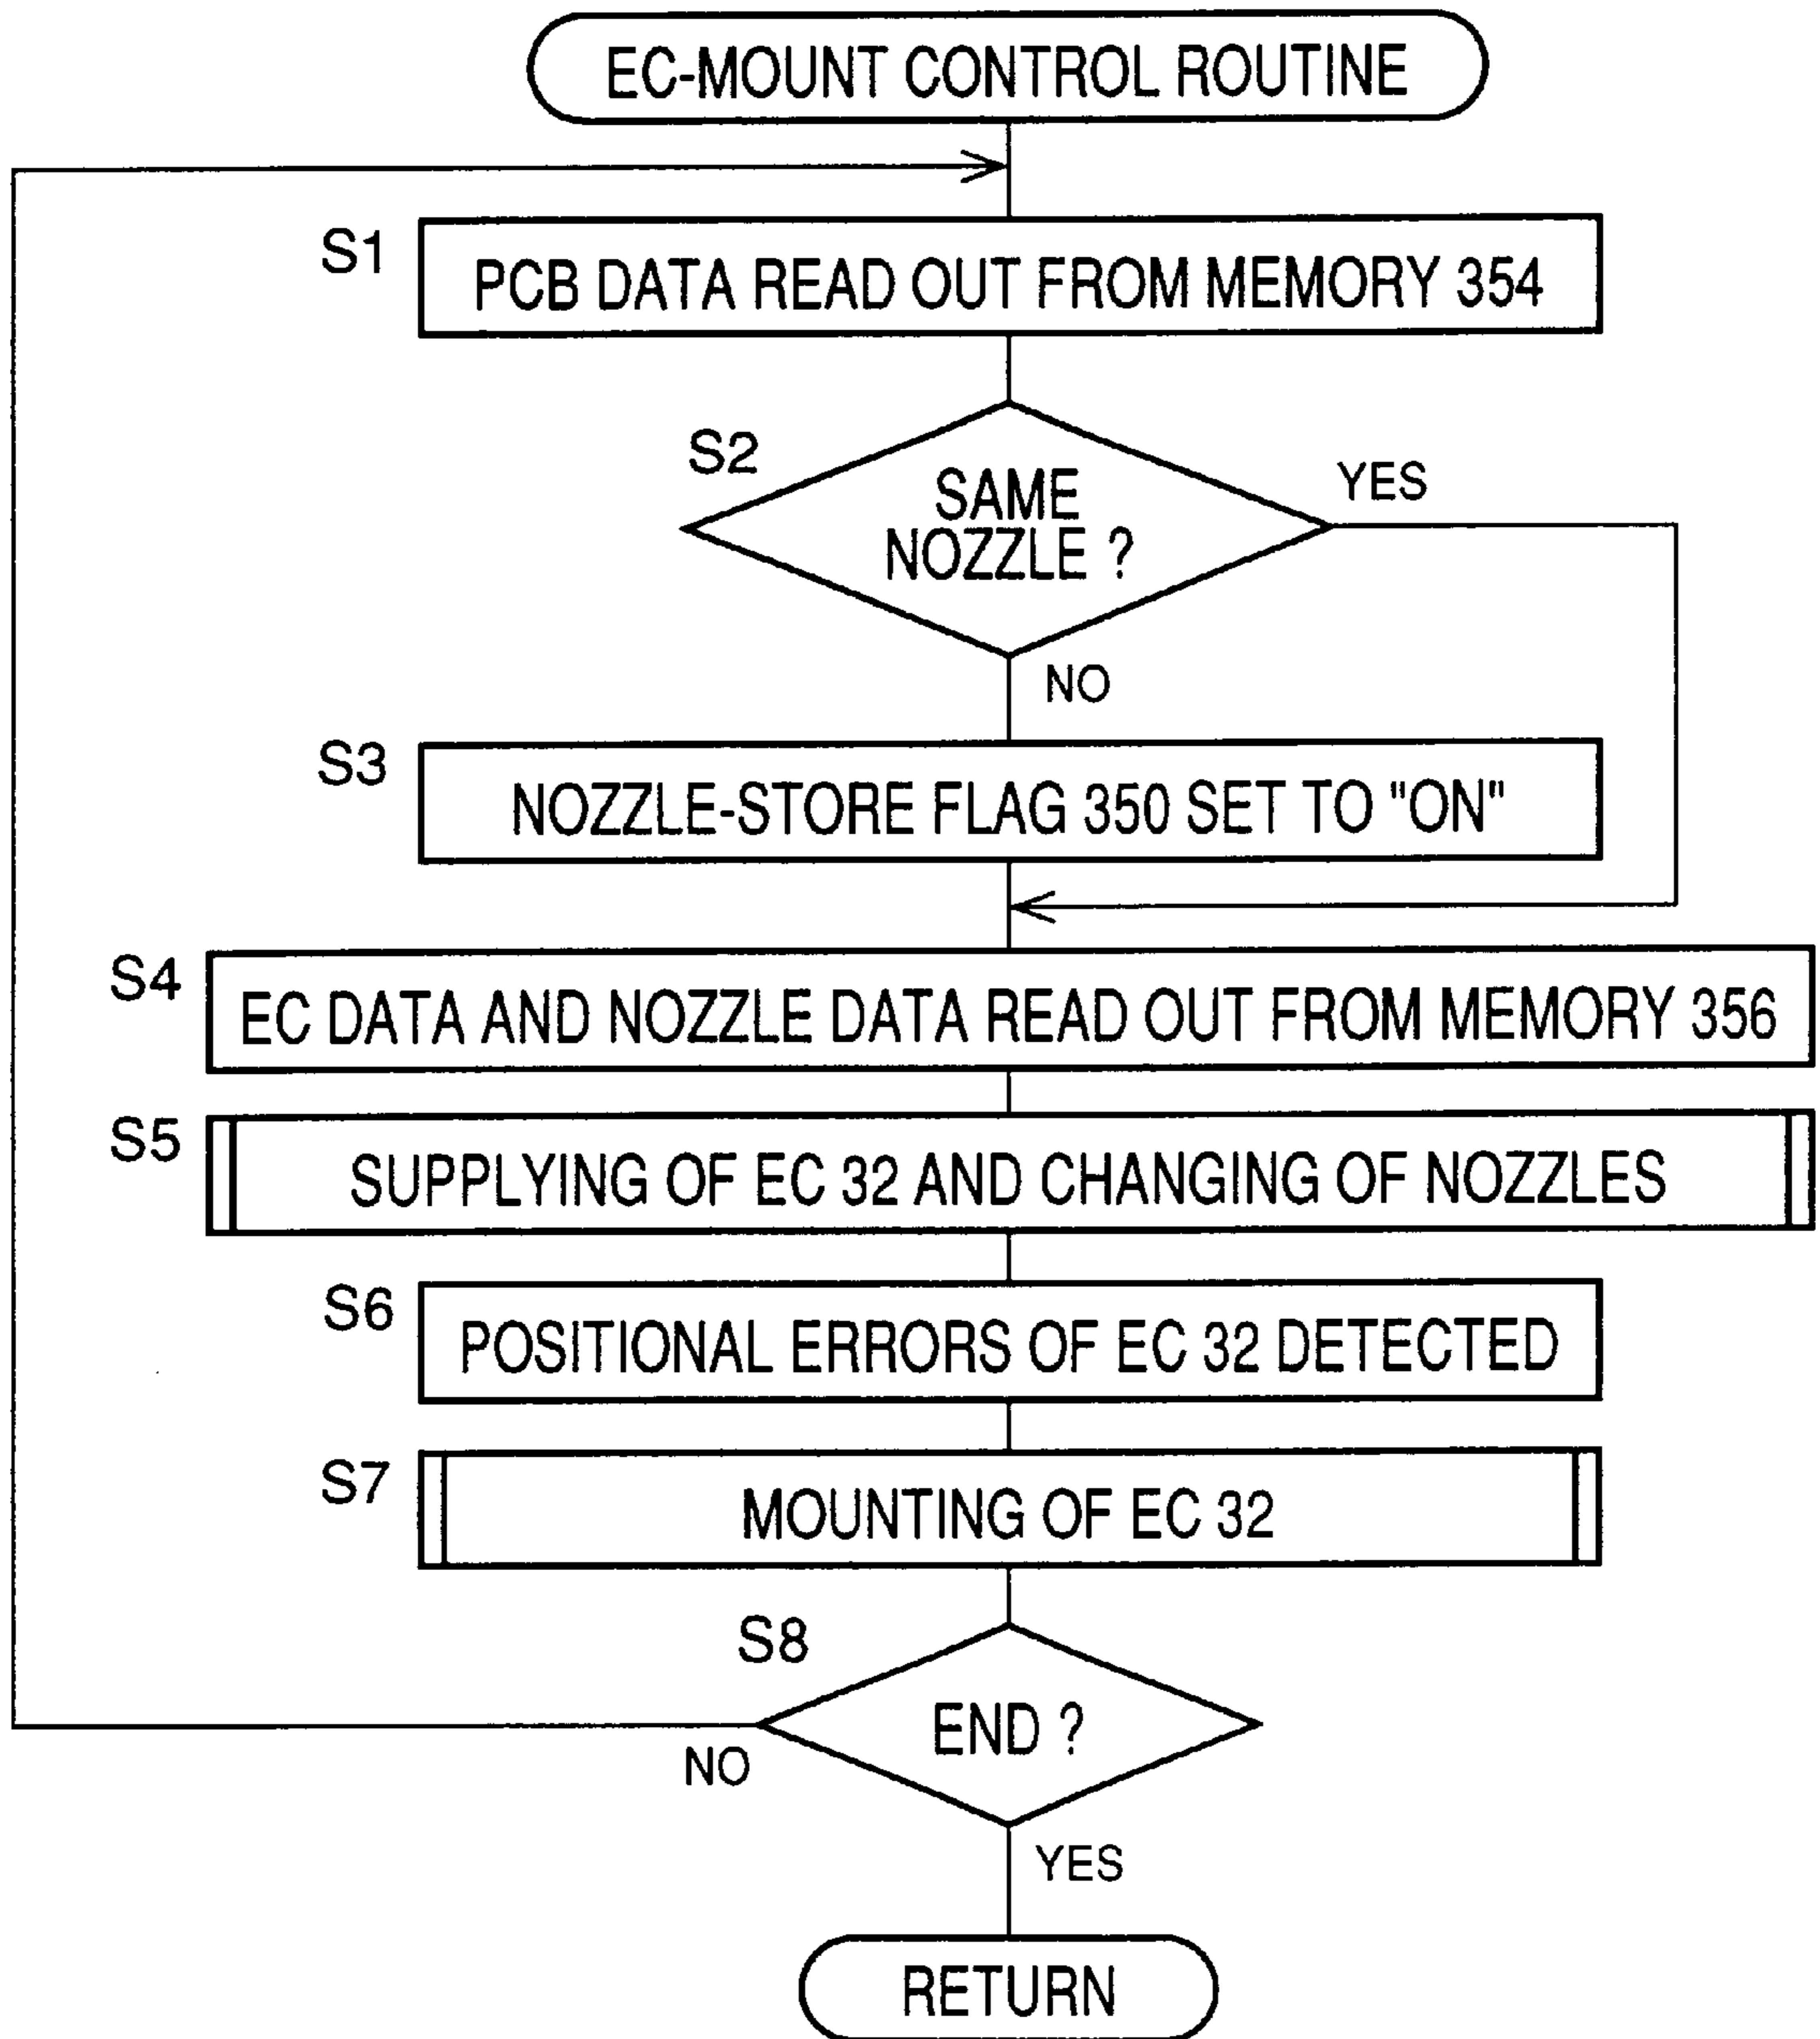 EC-MOUNT CONTROL ROUTINE
S1
PCB DATA READ OUT FROM MEMORY 354
S2
SAME
NOZZLE ?
YES
NO
S3
NOZZLE-STORE FLAG 350 SET TO "ON"
S4
EC DATA AND NOZZLE DATA READ OUT FROM MEMORY 356
S5
SUPPLYING OF EC 32 AND CHANGING OF NOZZLES
S6
POSITIONAL ERRORS OF EC 32 DETECTED
S7
MOUNTING OF EC 32
S8
END ?
NO
YES
RETURN